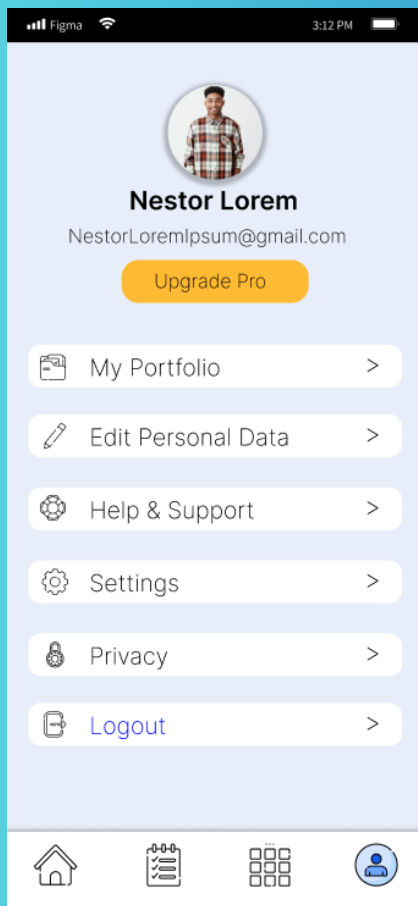 Figma 3:12 PM
Nestor Lorem
NestorLoremIpsum@gmail.com
Upgrade Pro
My Portfolio >
Edit Personal Data >
Help & Support >
Settings >
Privacy >
Logout >